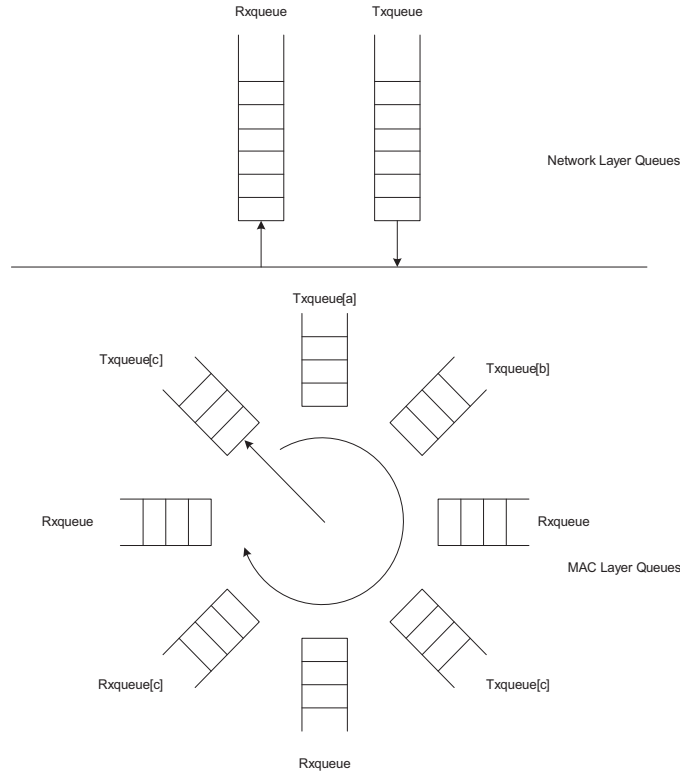 Rxqueue
Txqueue
Network Layer Queues
Txqueue[a]
Txqueue[c]
Txqueue[b]
Rxqueue
Rxqueue
MAC Layer Queues
Rxqueue[c]
Txqueue[c]
Rxqueue